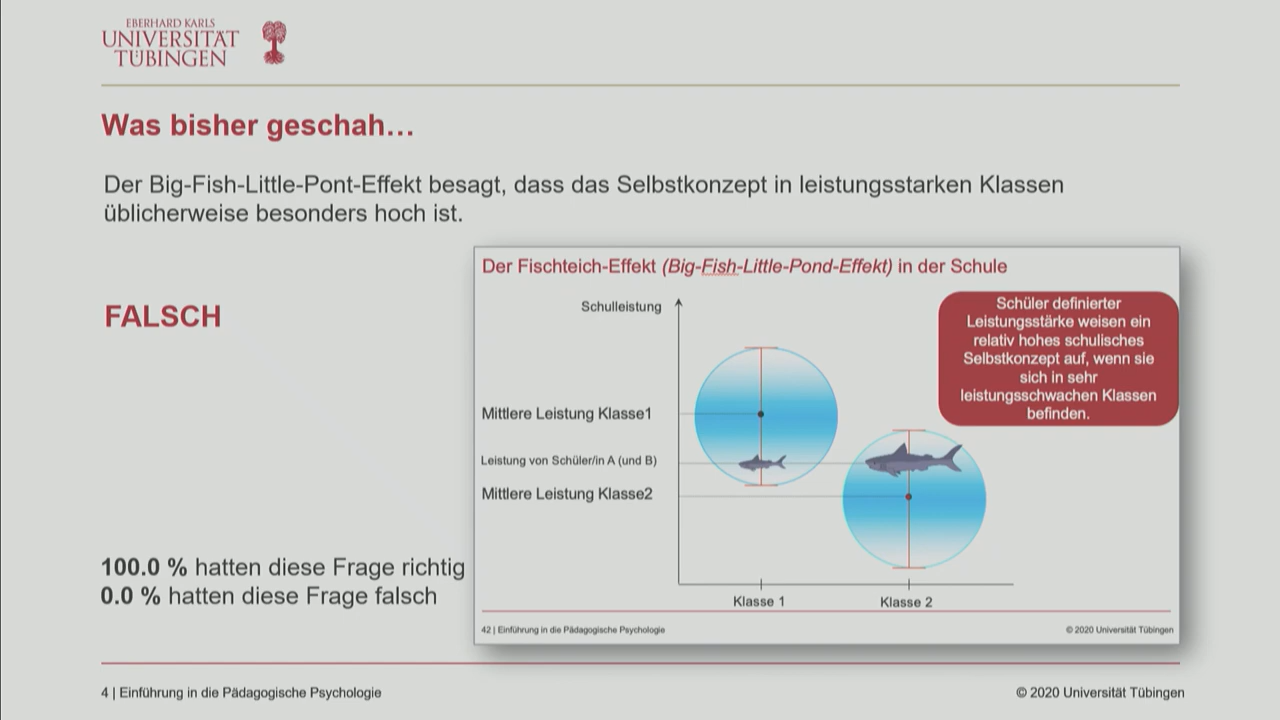 EBERHARD KARLS
UNIVERSITÄT
TÜBINGEN
Was bisher geschah…
Der Big-Fish-Little-Pont-Effekt besagt, dass das Selbstkonzept in leistungsstarken Klassen
üblicherweise besonders hoch ist.
FALSCH
100.0 % hatten diese Frage richtig
0.0 % hatten diese Frage falsch
Der Fischteich-Effekt (Big-Fish-Little-Pond-Effekt) in der Schule
Schulleistung
Schüler definierter
Leistungsstärke weisen ein
relativ hohes schulisches
Selbstkonzept auf, wenn sie
sich in sehr
leistungsschwachen Klassen
befinden.
Mittlere Leistung Klasse1
Leistung von Schüler/in A (und B)
Mittlere Leistung Klasse2
Klasse 1
Klasse 2
42 | Einführung in die Pädagogische Psychologie
© 2020 Universität Tübingen
4 | Einführung in die Pädagogische Psychologie
© 2020 Universität Tübingen